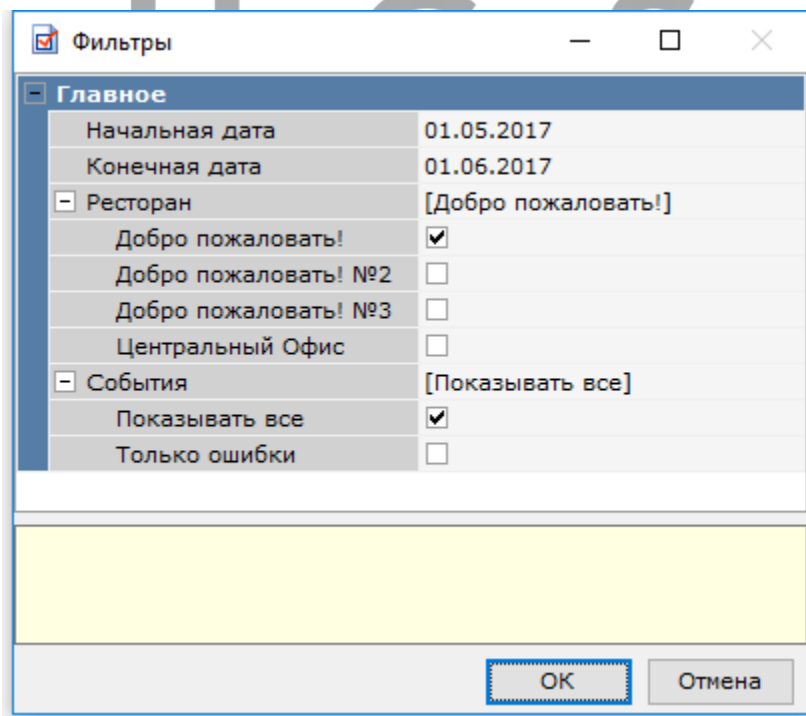 Фильтры
Главное
Начальная дата 01.05.2017
Конечная дата 01.06.2017
Ресторан [Добро пожаловать!]
Добро пожаловать!
Добро пожаловать! №2
Добро пожаловать! №3
Центральный Офис
События [Показывать все]
Показывать все
Только ошибки
OK Отмена